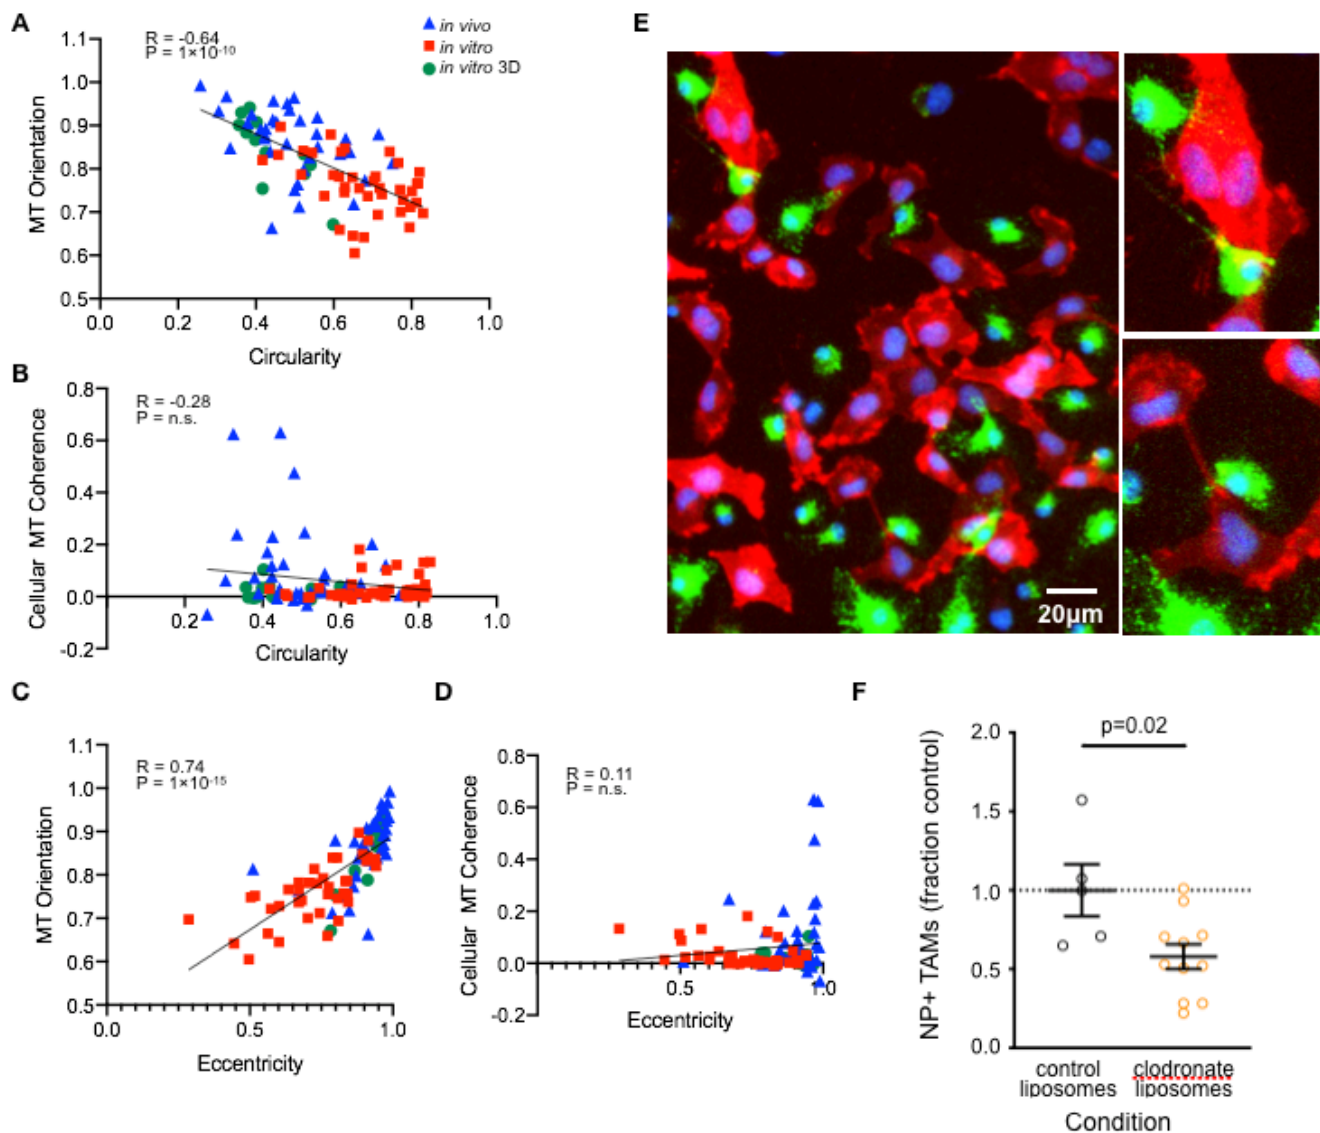 A
R = -0.64
P = 1×10-10
in vivo
in vitro
in vitro 3D
1.1
1.0
0.9
0.8
0.7
0.6
0.5
MT Orientation
0.0 0.2 0.4 0.6 0.8 1.0
Circularity
B
R = -0.28
P = n.s.
0.8
0.6
0.4
0.2
0.0
-0.2
Cellular MT Coherence
0.2 0.4 0.6 0.8 1.0
Circularity
C
R = 0.74
P = 1×10-15
1.1
1.0
0.9
0.8
0.7
0.6
0.5
MT Orientation
0.0 0.5 1.0
Eccentricity
D
R = 0.11
P = n.s.
0.8
0.6
0.4
0.2
0.0
-0.2
Cellular MT Coherence
0.5 1.0
Eccentricity
E
20µm
F
p=0.02
2.0
1.5
1.0
0.5
0.0
NP+ TAMs (fraction control)
control liposomes
clodronate liposomes
Condition